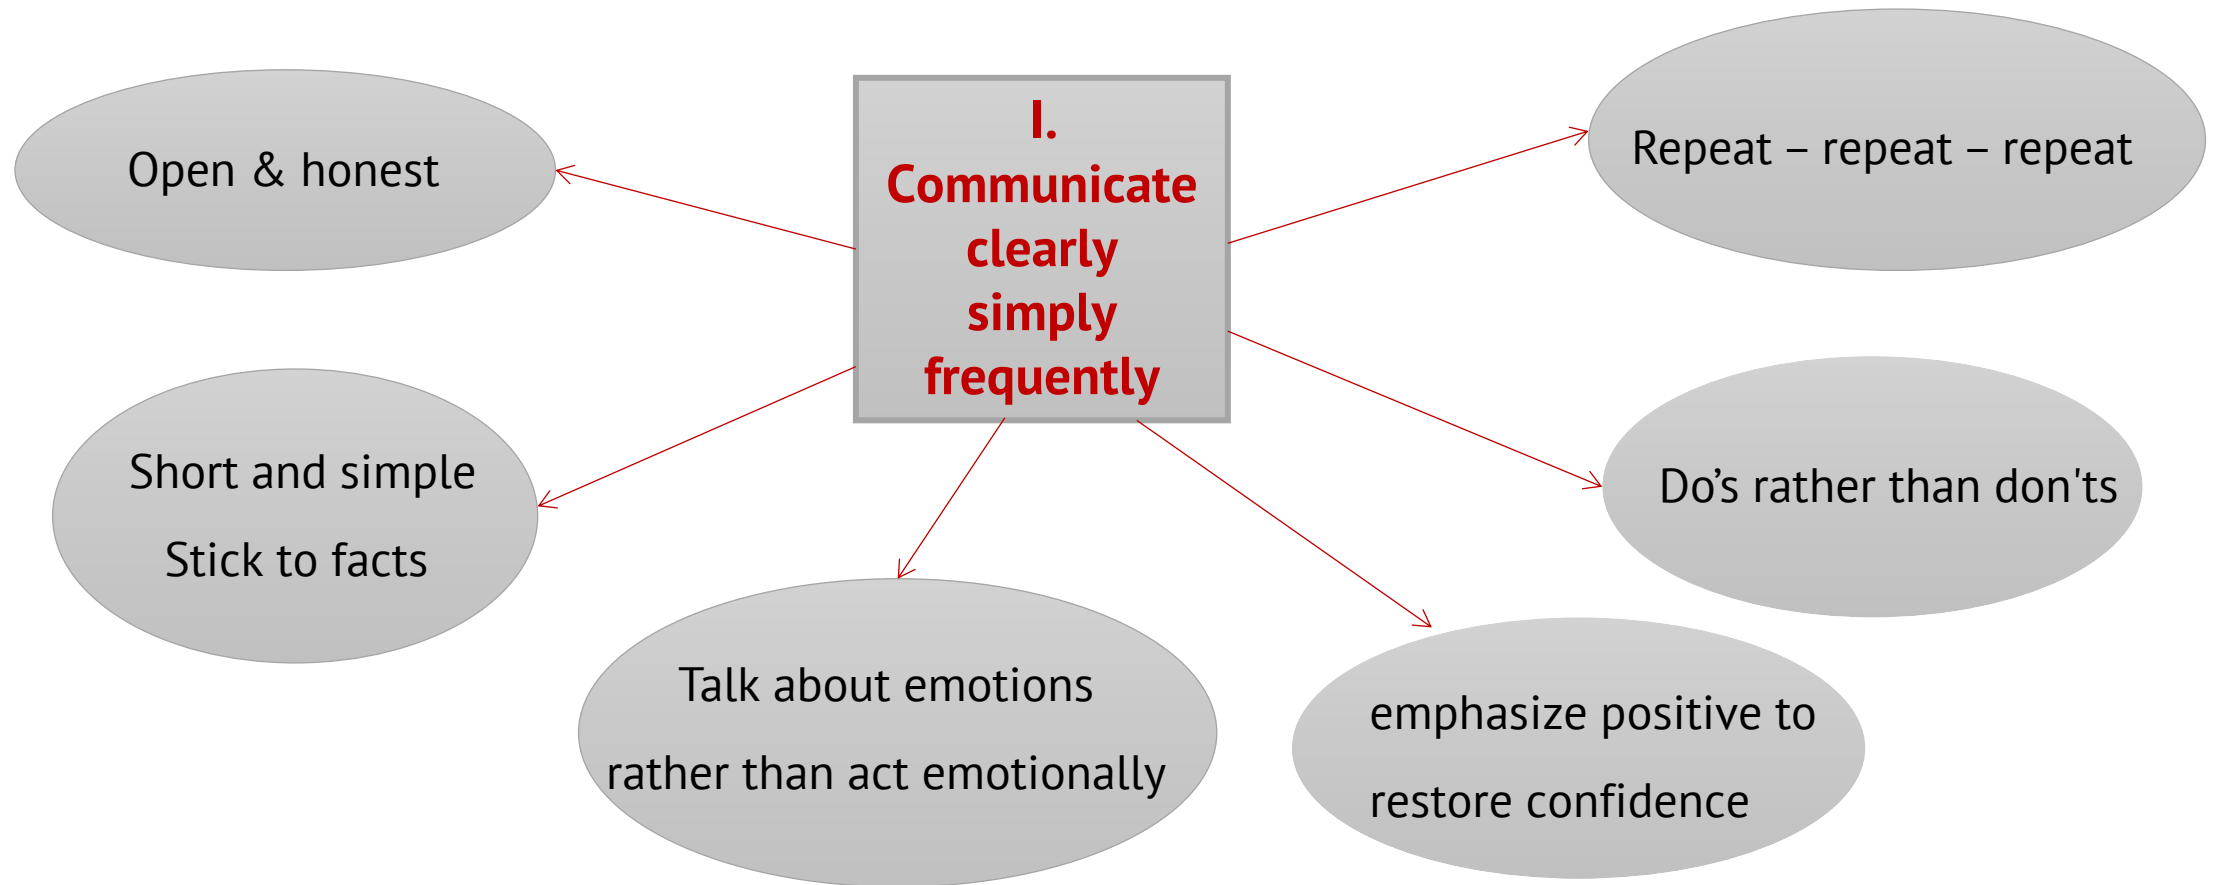 I.
Communicate
clearly
simply
frequently
Open & honest
Repeat – repeat – repeat
Short and simple
Stick to facts
Do’s rather than don'ts
Talk about emotions
rather than act emotionally
emphasize positive to
restore confidence